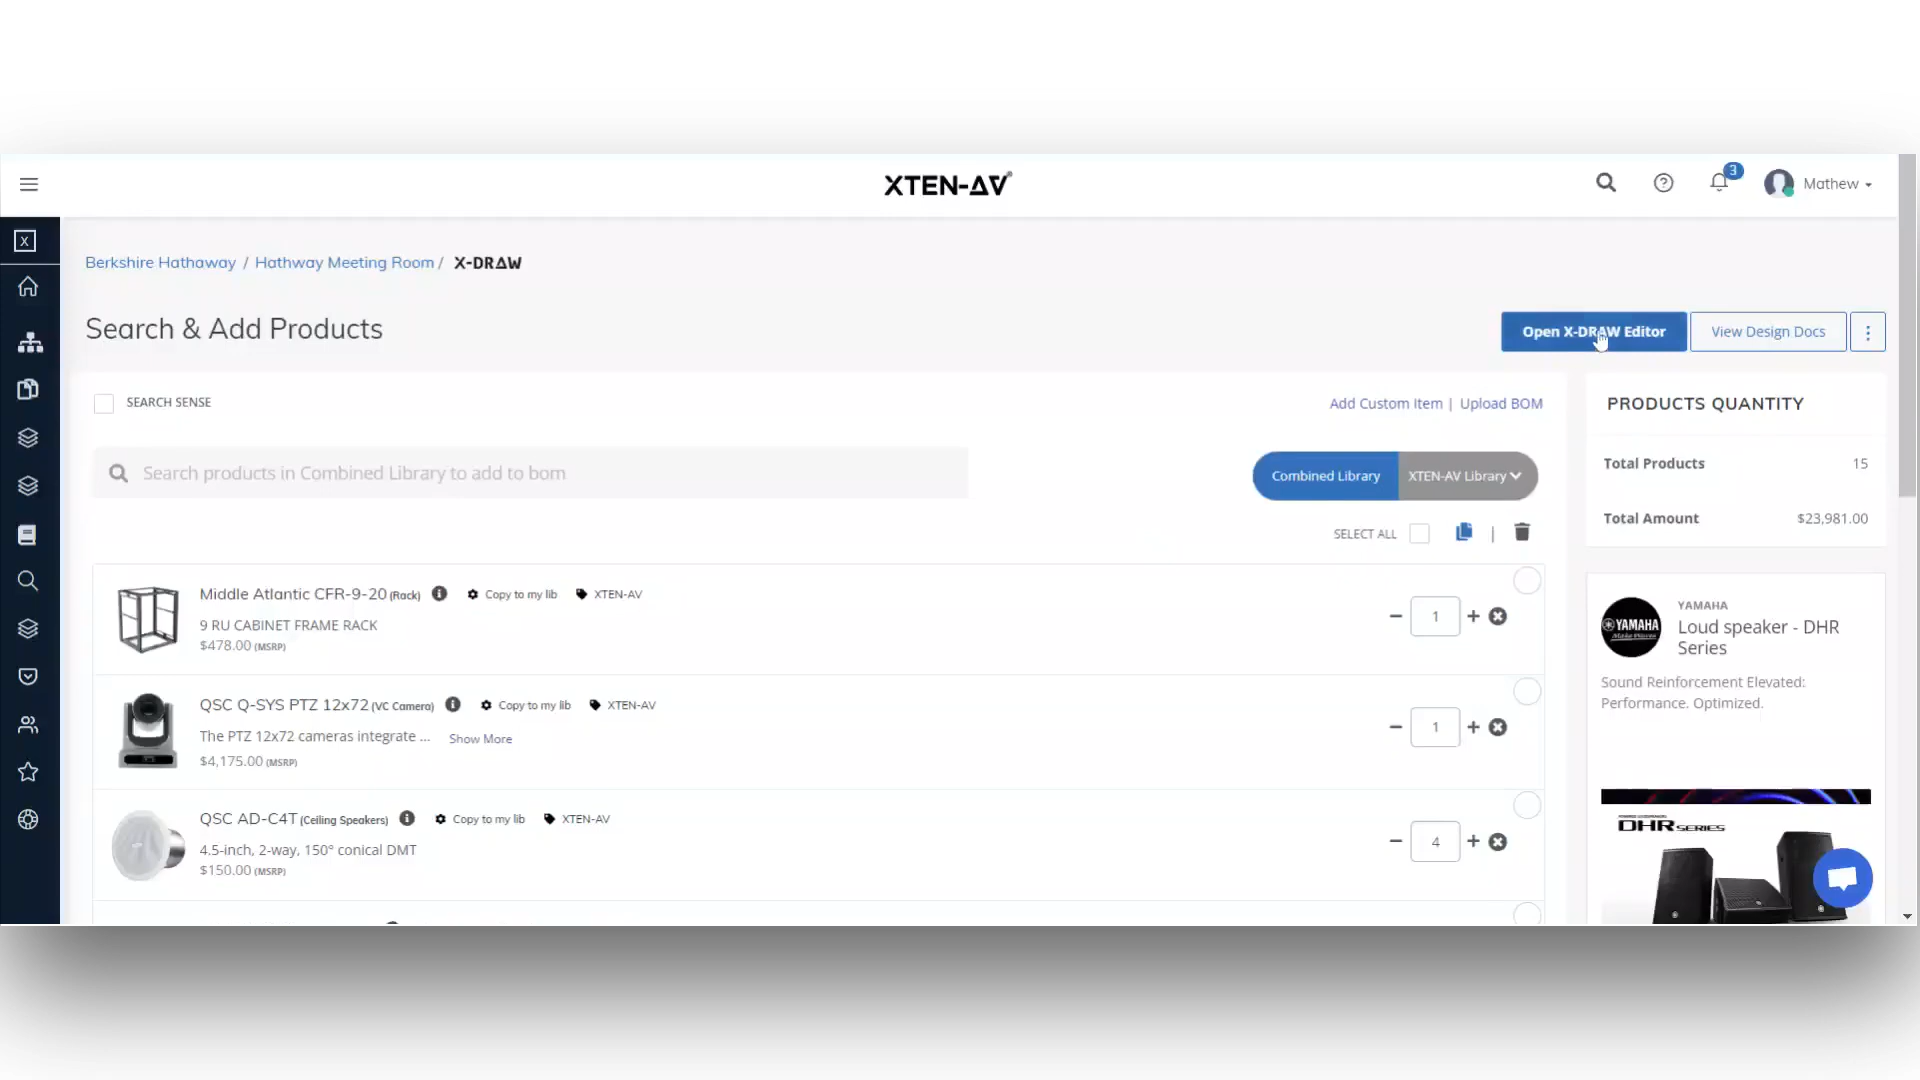 XTEN-AV®
3
Mathew
X
Berkshire Hathaway / Hathway Meeting Room / X-DRAW
Search & Add Products
Open X-DRAW Editor
View Design Docs
SEARCH SENSE
Add Custom Item | Upload BOM
Search products in Combined Library to add to bom
Combined Library
XTEN-AV Library
SELECT ALL
Middle Atlantic CFR-9-20 (Rack) Copy to my lib XTEN-AV
9 RU CABINET FRAME RACK
$478.00 (MSRP)
1
QSC Q-SYS PTZ 12x72 (VC Camera) Copy to my lib XTEN-AV
The PTZ 12x72 cameras integrate ... Show More
$4,175.00 (MSRP)
1
QSC AD-C4T (Ceiling Speakers) Copy to my lib XTEN-AV
4.5-inch, 2-way, 150° conical DMT
$150.00 (MSRP)
4
PRODUCTS QUANTITY
Total Products 15
Total Amount $23,981.00
YAMAHA
YAMAHA
Loud speaker - DHR
Series
Sound Reinforcement Elevated:
Performance. Optimized.
DHR SERIES